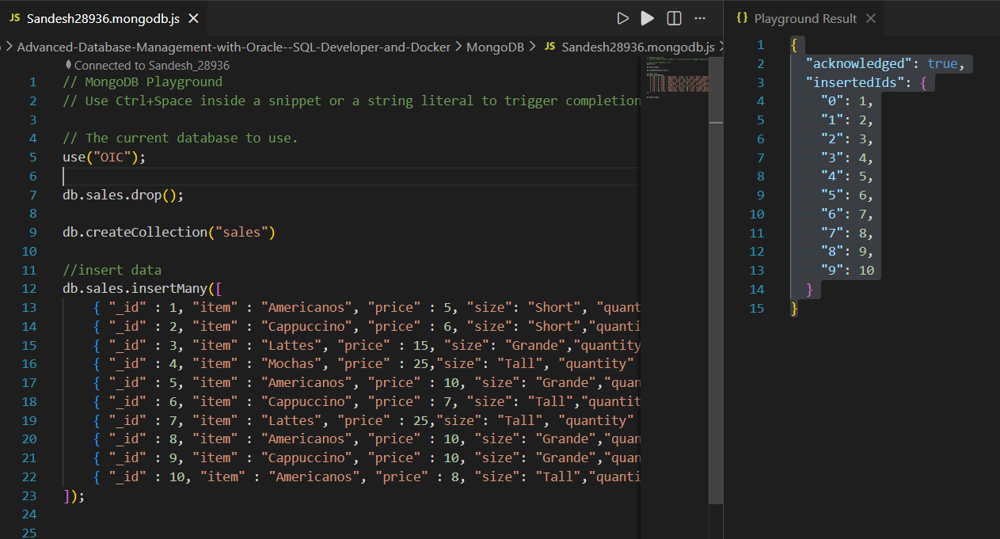 JS Sandesh28936.mongodb.js
Advanced-Database-Management-with-Oracle--SQL-Developer-and-Docker > MongoDB > JS Sandesh28936.mongodb.js
Connected to Sandesh_28936
1 // MongoDB Playground
2 // Use Ctrl+Space inside a snippet or a string literal to trigger completion
3
4 // The current database to use.
5 use("OIC");
6
7 db.sales.drop();
8
9 db.createCollection("sales")
10
11 //insert data
12 db.sales.insertMany([
13 { "_id" : 1, "item" : "Americanos", "price" : 5, "size": "Short", "quant
14 { "_id" : 2, "item" : "Cappuccino", "price" : 6, "size": "Short","quanti
15 { "_id" : 3, "item" : "Lattes", "price" : 15, "size": "Grande","quantity
16 { "_id" : 4, "item" : "Mochas", "price" : 25,"size": "Tall", "quantity"
17 { "_id" : 5, "item" : "Americanos", "price" : 10, "size": "Grande","quan
18 { "_id" : 6, "item" : "Cappuccino", "price" : 7, "size": "Tall","quantit
19 { "_id" : 7, "item" : "Lattes", "price" : 25,"size": "Tall", "quantity"
20 { "_id" : 8, "item" : "Americanos", "price" : 10, "size": "Grande","quan
21 { "_id" : 9, "item" : "Cappuccino", "price" : 10, "size": "Grande","quan
22 { "_id" : 10, "item" : "Americanos", "price" : 8, "size": "Tall","quanti
23 ]);
24
25
{} Playground Result
1 {
2 "acknowledged": true,
3 "insertedIds": {
4 "0": 1,
5 "1": 2,
6 "2": 3,
7 "3": 4,
8 "4": 5,
9 "5": 6,
10 "6": 7,
11 "7": 8,
12 "8": 9,
13 "9": 10
14 }
15 }